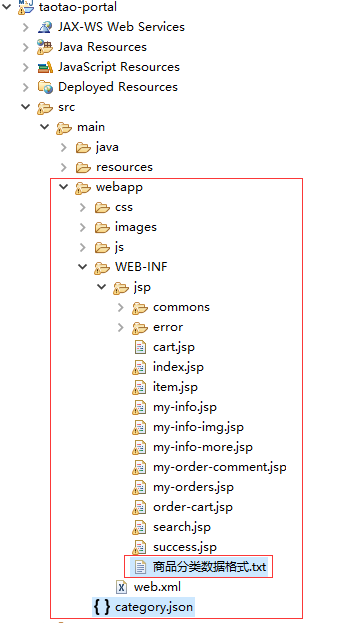 taotao-portal
JAX-WS Web Services
Java Resources
JavaScript Resources
Deployed Resources
src
main
java
resources
webapp
css
images
js
WEB-INF
jsp
commons
error
cart.jsp
index.jsp
item.jsp
my-info.jsp
my-info-img.jsp
my-info-more.jsp
my-order-comment.jsp
my-orders.jsp
order-cart.jsp
search.jsp
success.jsp
商品分类数据格式.txt
web.xml
category.json